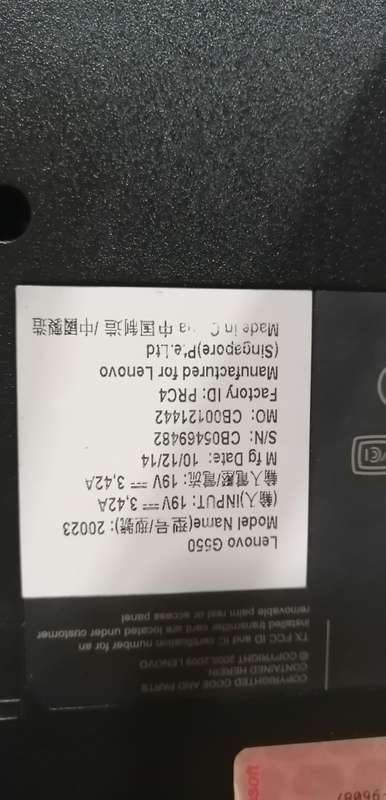 Lenovo G550
Model Name(型号/型號): 20023
(輸入)INPUT: 19V⎓3,42A
輸入電壓/電流: 19V⎓3,42A
Mfg Date: 10/12/14
S/N: CB05469482
MO: CB00121442
Factory ID: PRC4
Manufactured for Lenovo
(Singapore)P.e.Ltd
Made in 中国制造/中國製造
TX FCC ID and IC certification number for an
installed transmitter card are located under customer
removable palm rest or access panel
COPYRIGHTED CODE AND PARTS
CONTAINED HEREIN
© COPYRIGHT 2005,2009 LENOVO
VCI
soft
96087